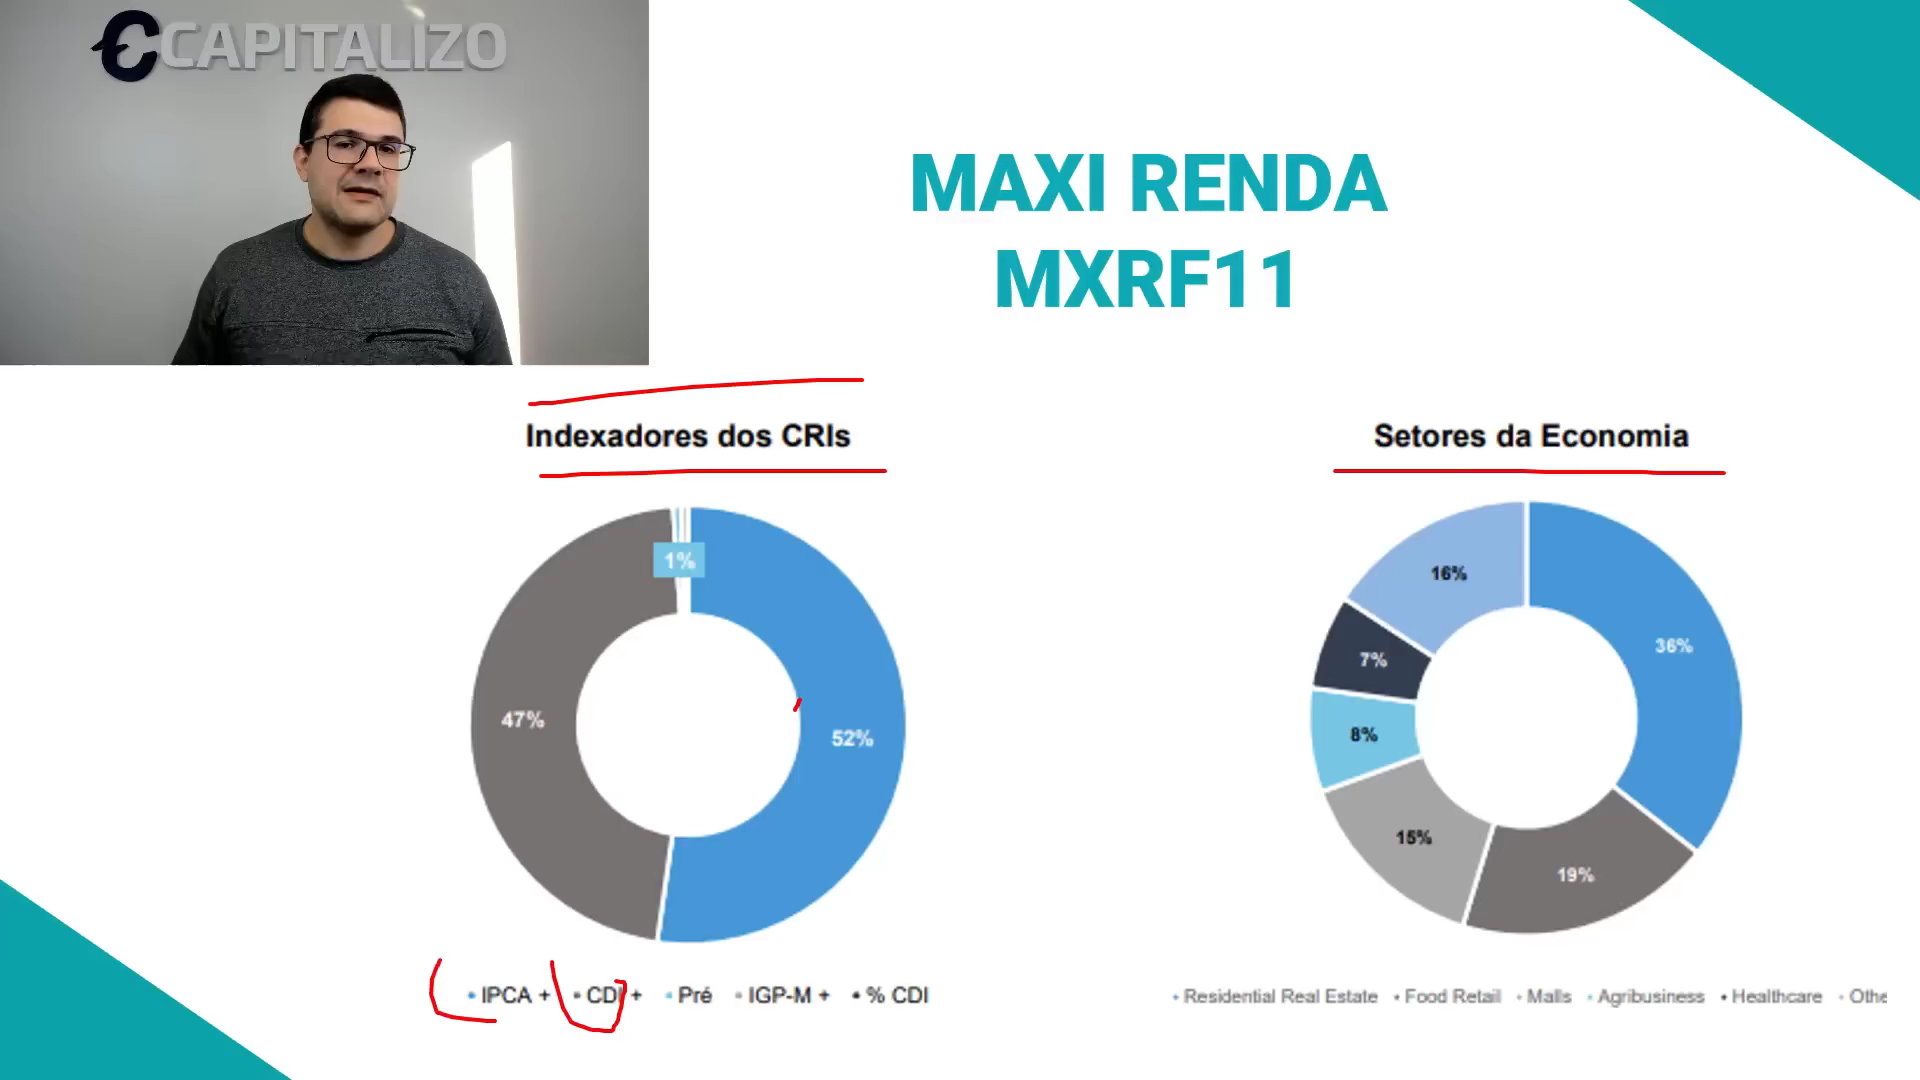 CAPITALIZO
MAXI RENDA
MXRF11
Indexadores dos CRIs
1%
47%
52%
IPCA + CDI + Pré IGP-M + % CDI
Setores da Economia
16%
36%
7%
8%
15%
19%
Residential Real Estate Food Retail Malls Agribusiness Healthcare Othe